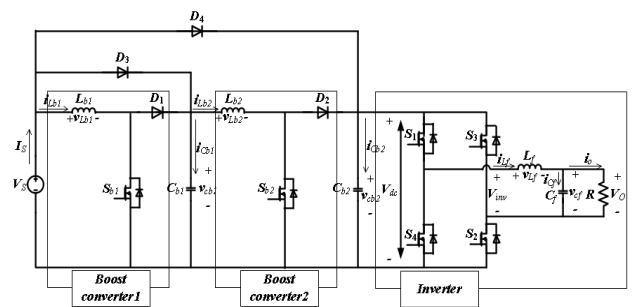 D4
D3
iLb1
Lb1
+vLb1-
D1
iLb2
Lb2
+vLb2-
D2
IS
VS
Sb1
iCb1
Cb1
+
vcb1
-
Sb2
iCb2
Cb2
+
vcb2
-
+
Vdc
-
S1
S3
S4
S2
iLf
Lf
+vLf-
+
Vinv
-
iCf
Cf
+
vcf
-
io
R
+
VO
-
Boost
converter1
Boost
converter2
Inverter